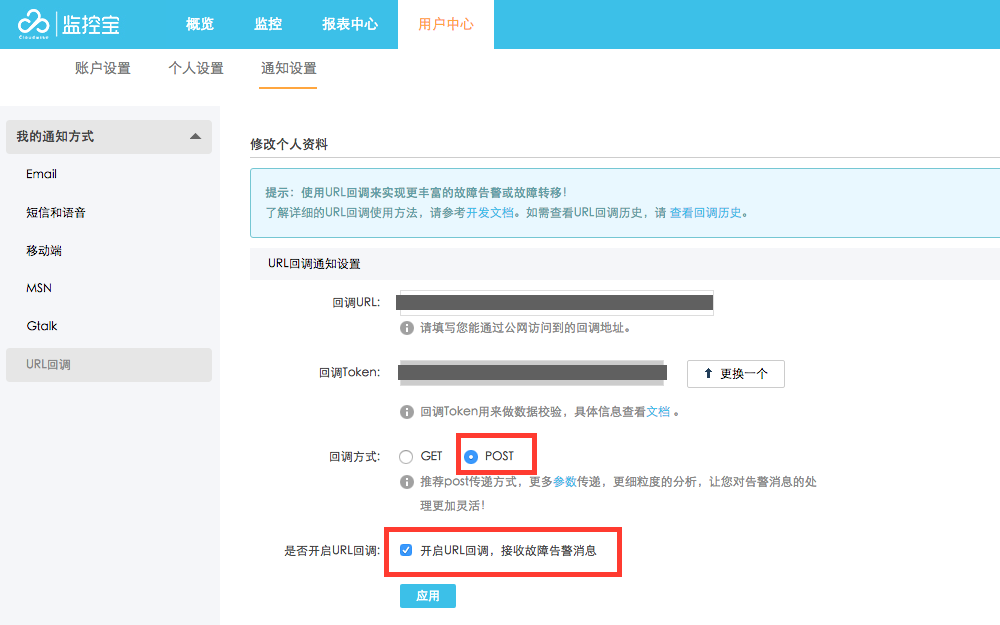 监控宝 概览 监控 报表中心 用户中心
Cloudwise
账户设置 个人设置 通知设置
我的通知方式
Email
短信和语音
移动端
MSN
Gtalk
URL回调
修改个人资料
提示：使用URL回调来实现更丰富的故障告警或故障转移！
了解详细的URL回调使用方法，请参考开发文档。如需查看URL回调历史，请 查看回调历史。
URL回调通知设置
回调URL:
请填写您能通过公网访问到的回调地址。
回调Token: 更换一个
回调Token用来做数据校验，具体信息查看文档 。
回调方式: GET POST
推荐post传递方式，更多参数传递，更细粒度的分析，让您对告警消息的处
理更加灵活！
是否开启URL回调: 开启URL回调，接收故障告警消息
应用